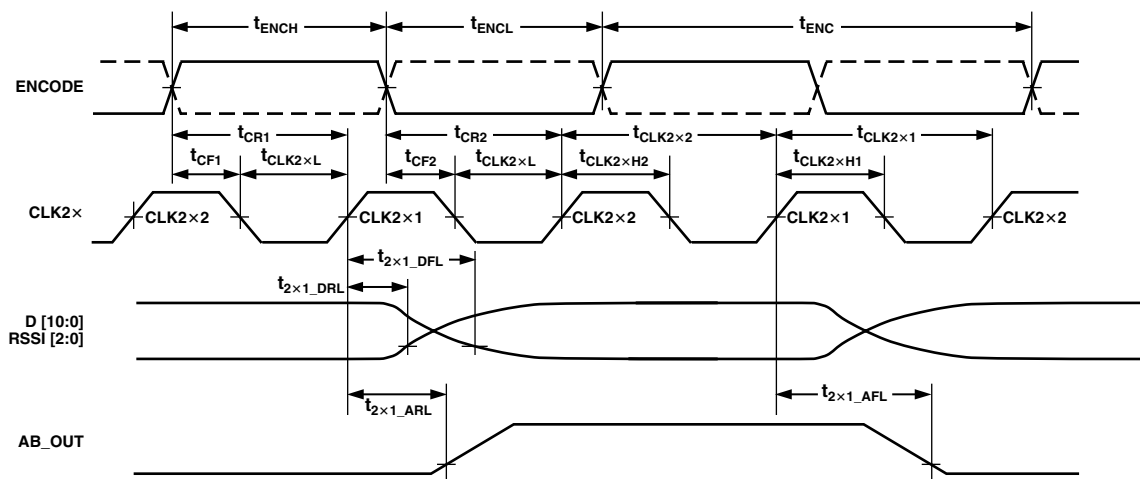 tENCH tENCL tENC
ENCODE
tCR1 tCR2 tCLK2×2 tCLK2×1
tCF1 tCLK2×L tCF2 tCLK2×L tCLK2×H2 tCLK2×H1
CLK2× CLK2×2 CLK2×1 CLK2×2 CLK2×1 CLK2×2
t2×1_DFL
t2×1_DRL
D [10:0]
RSSI [2:0]
t2×1_ARL t2×1_AFL
AB_OUT